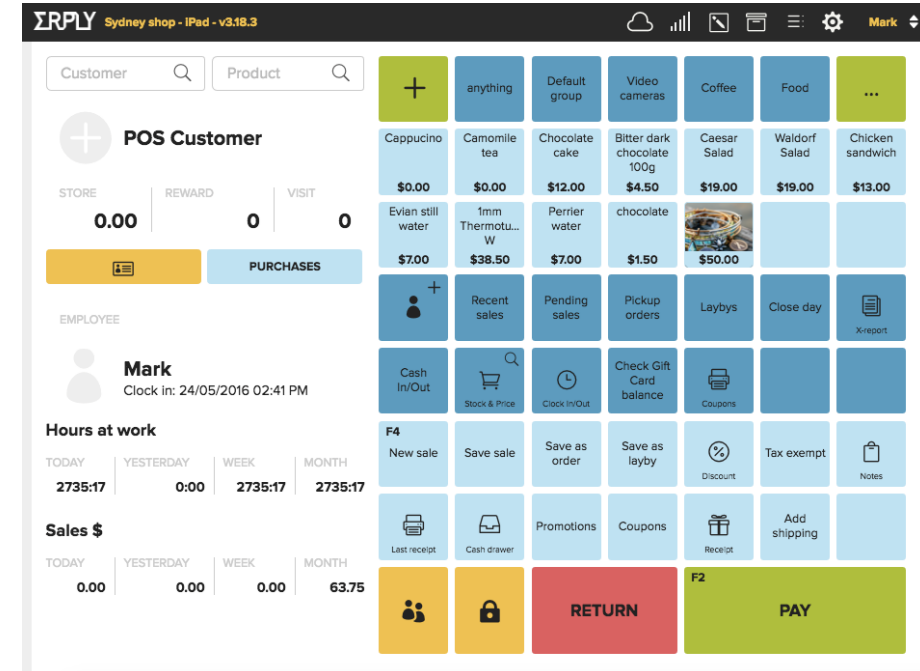 ERPLY Sydney shop - iPad - v3.18.3 Mark
Customer
Product
POS Customer
STORE REWARD VISIT
0.00 0 0
PURCHASES
EMPLOYEE
Mark
Clock in: 24/05/2016 02:41 PM
Hours at work
TODAY YESTERDAY WEEK MONTH
2735:17 0:00 2735:17 2735:17
Sales $
TODAY YESTERDAY WEEK MONTH
0.00 0.00 0.00 63.75
+
anything
Default
group
Video
cameras
Coffee
Food
...
Cappucino
$0.00
Camomile
tea
$0.00
Chocolate
cake
$12.00
Bitter dark
chocolate
100g
$4.50
Caesar
Salad
$19.00
Waldorf
Salad
$19.00
Chicken
sandwich
$13.00
Evian still
water
$7.00
1mm
Thermotu...
W
$38.50
Perrier
water
$7.00
chocolate
$1.50
$50.00
Recent
sales
Pending
sales
Pickup
orders
Laybys
Close day
X-report
Cash
In/Out
Stock & Price
Clock In/Out
Check Gift
Card
balance
Coupons
F4
New sale
Save sale
Save as
order
Save as
layby
Discount
Tax exempt
Notes
Last receipt
Cash drawer
Promotions
Coupons
Receipt
Add
shipping
RETURN
F2
PAY